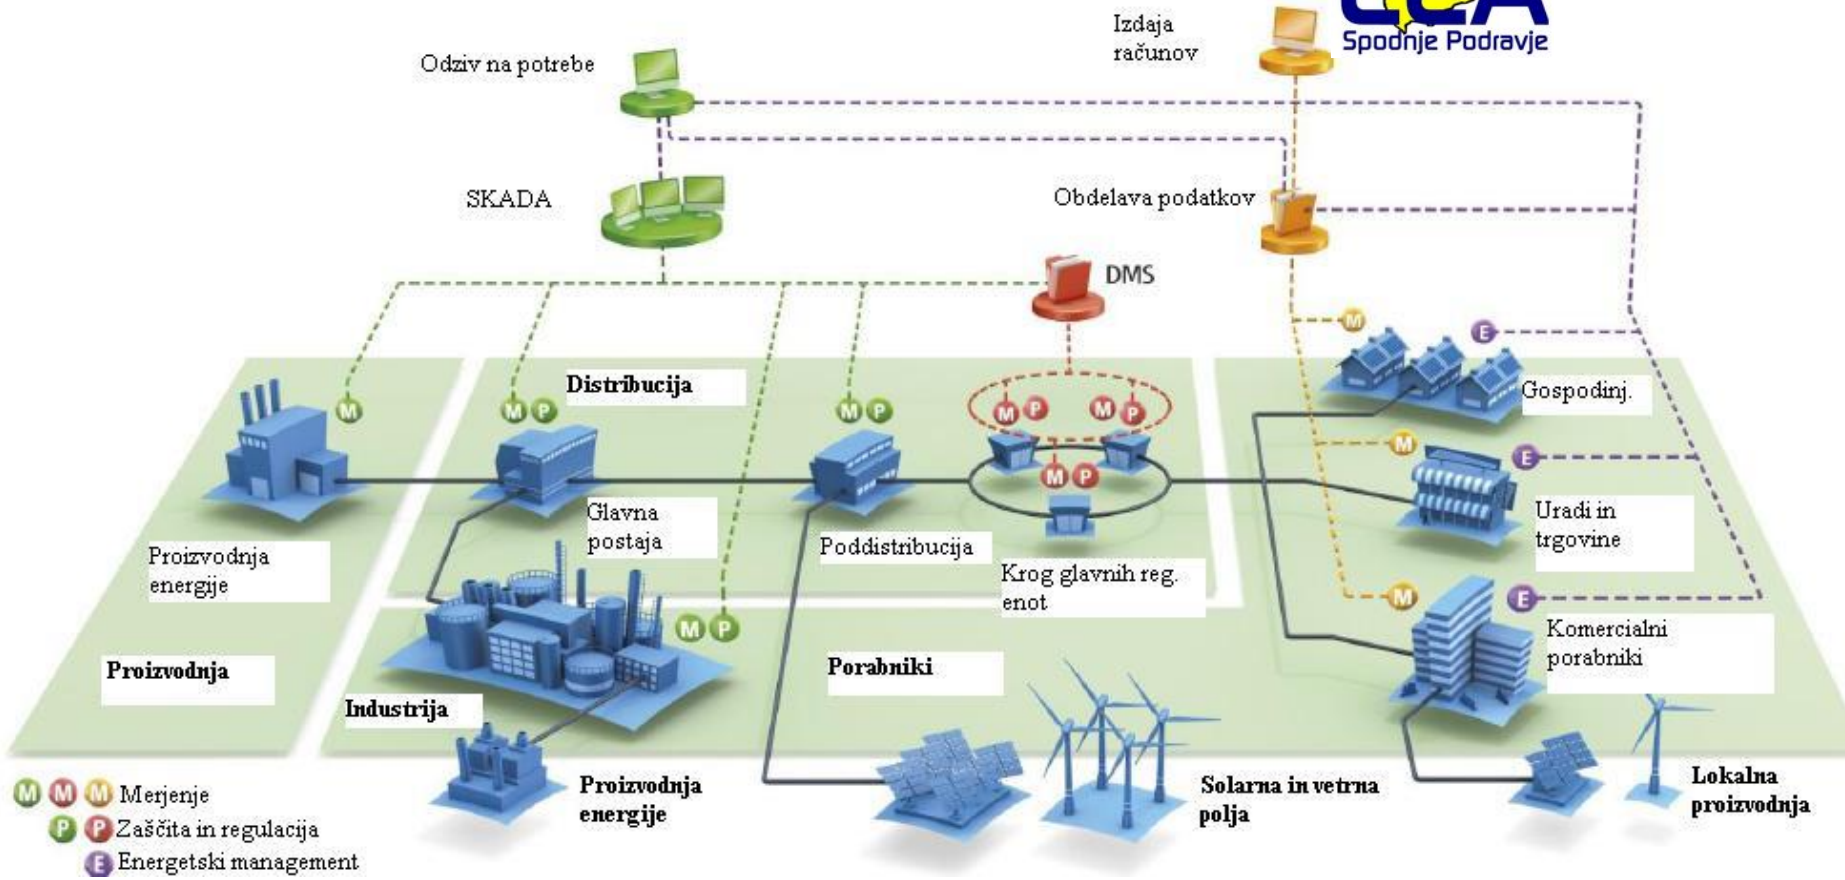 Spodnje Podravje
Izdaja
računov
Odziv na potrebe
SKADA
Obdelava podatkov
DMS
M
E
M
M P
Distribucija
M P
M P
M P
Gospodinj.
M
E
M P
Glavna
postaja
Uradi in
trgovine
Proizvodnja
energije
Poddistribucija
Krog glavnih reg.
enot
M
E
M P
Komercialni
porabniki
Proizvodnja
Porabniki
Industrija
Proizvodnja
energije
Solarna in vetrna
polja
Lokalna
proizvodnja
M M M Merjenje
P P Zaščita in regulacija
E Energetski management